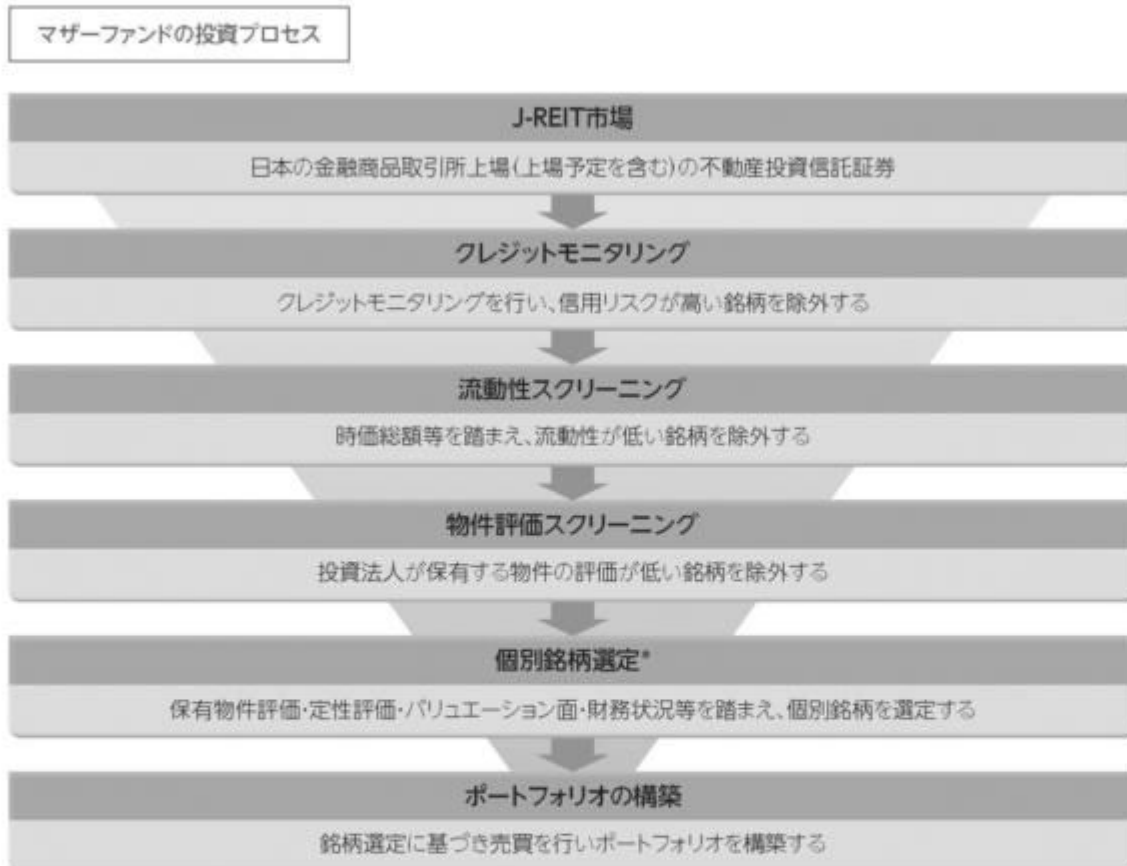 マザーファンドの投資プロセス
J-REIT市場
日本の金融商品取引所上場(上場予定を含む)の不動産投資信託証券
クレジットモニタリング
クレジットモニタリングを行い、信用リスクが高い銘柄を除外する
流動性スクリーニング
時価総額等を踏まえ、流動性が低い銘柄を除外する
物件評価スクリーニング
投資法人が保有する物件の評価が低い銘柄を除外する
個別銘柄選定*
保有物件評価・定性評価・バリュエーション面・財務状況等を踏まえ、個別銘柄を選定する
ポートフォリオの構築
銘柄選定に基づき売買を行いポートフォリオを構築する